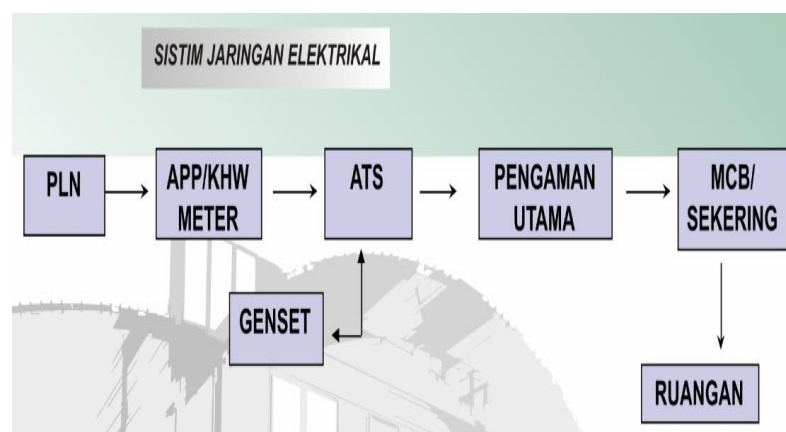 SISTIM JARINGAN ELEKTRIKAL
PLN
APP/KHW
METER
ATS
PENGAMAN
UTAMA
MCB/
SEKERING
GENSET
RUANGAN